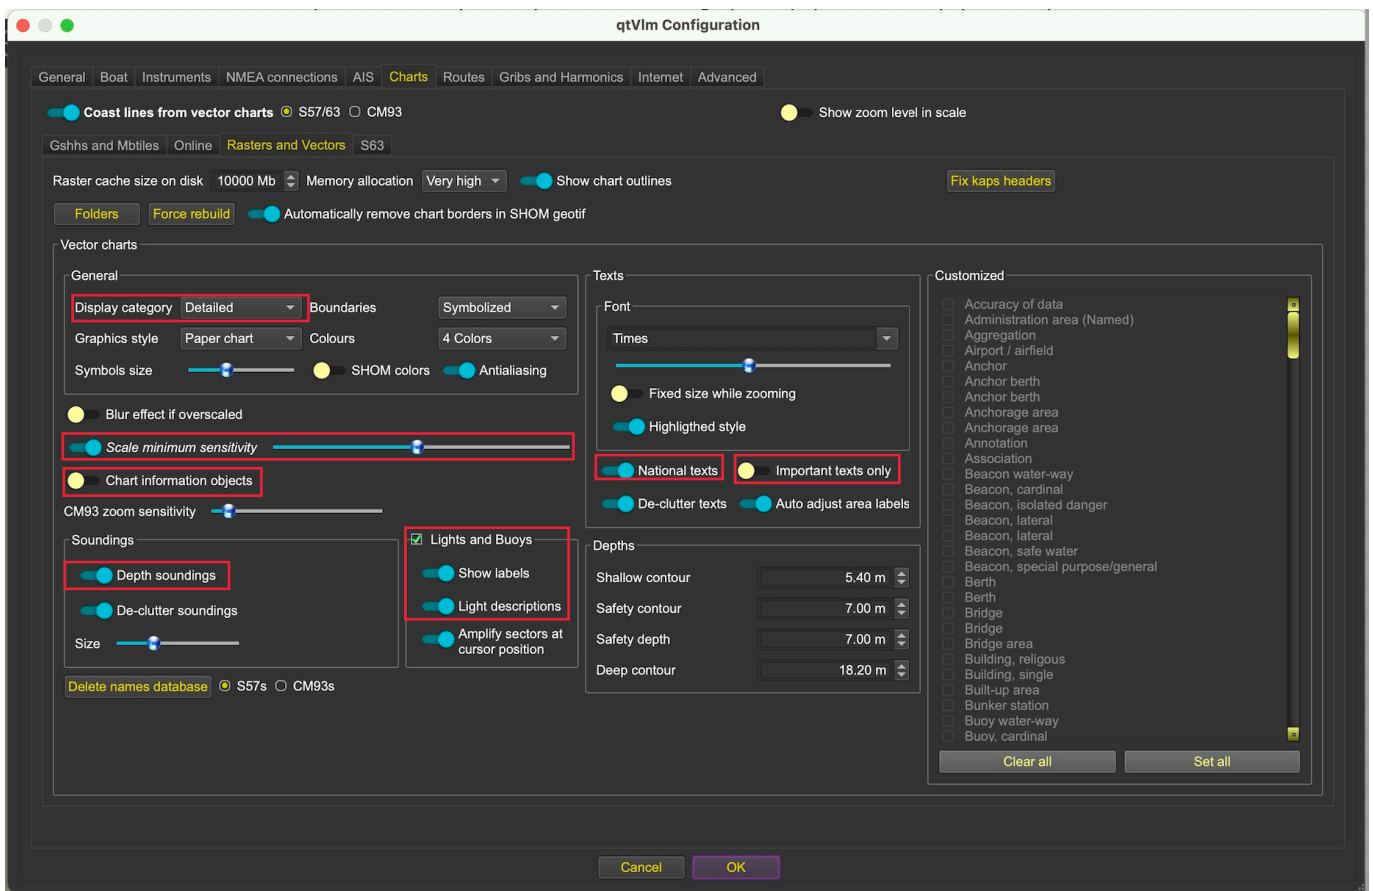 qtVlm Configuration
General Boat Instruments NMEA connections AIS Charts Routes Gribs and Harmonics Internet Advanced
Coast lines from vector charts S57/63 CM93 Show zoom level in scale
Gshhs and Mbtiles Online Rasters and Vectors S63
Raster cache size on disk 10000 Mb Memory allocation Very high Show chart outlines Fix kaps headers
Folders Force rebuild Automatically remove chart borders in SHOM geotif
Vector charts
General
Display category Detailed Boundaries Symbolized
Graphics style Paper chart Colours 4 Colors
Symbols size SHOM colors Antialiasing
Blur effect if overscaled
Scale minimum sensitivity
Chart information objects
CM93 zoom sensitivity
Soundings
Depth soundings
De-clutter soundings
Size
Lights and Buoys
Show labels
Light descriptions
Amplify sectors at
cursor position
Delete names database S57s CM93s
Texts
Font
Times
Fixed size while zooming
Highligthed style
National texts Important texts only
De-clutter texts Auto adjust area labels
Depths
Shallow contour 5.40 m
Safety contour 7.00 m
Safety depth 7.00 m
Deep contour 18.20 m
Customized
Accuracy of data
Administration area (Named)
Aggregation
Airport / airfield
Anchor
Anchor berth
Anchor berth
Anchorage area
Anchorage area
Annotation
Association
Beacon water-way
Beacon, cardinal
Beacon, isolated danger
Beacon, lateral
Beacon, lateral
Beacon, safe water
Beacon, special purpose/general
Berth
Berth
Bridge
Bridge
Bridge area
Building, religous
Building, single
Built-up area
Bunker station
Buoy water-way
Buoy, cardinal
Clear all Set all
Cancel OK